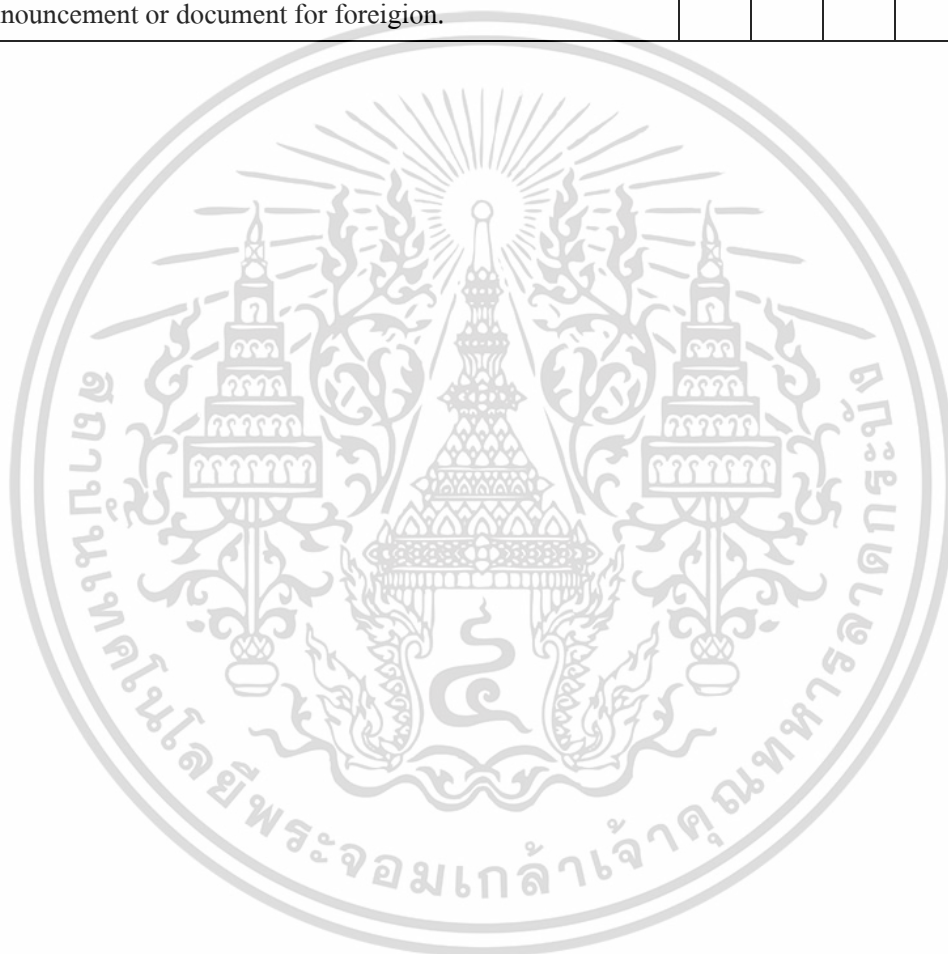 nouncement or document for foreigion.
สถาบันเทคโนโลยีพระจอมเกล้าเจ้าคุณทหารลาดกระบัง
๔